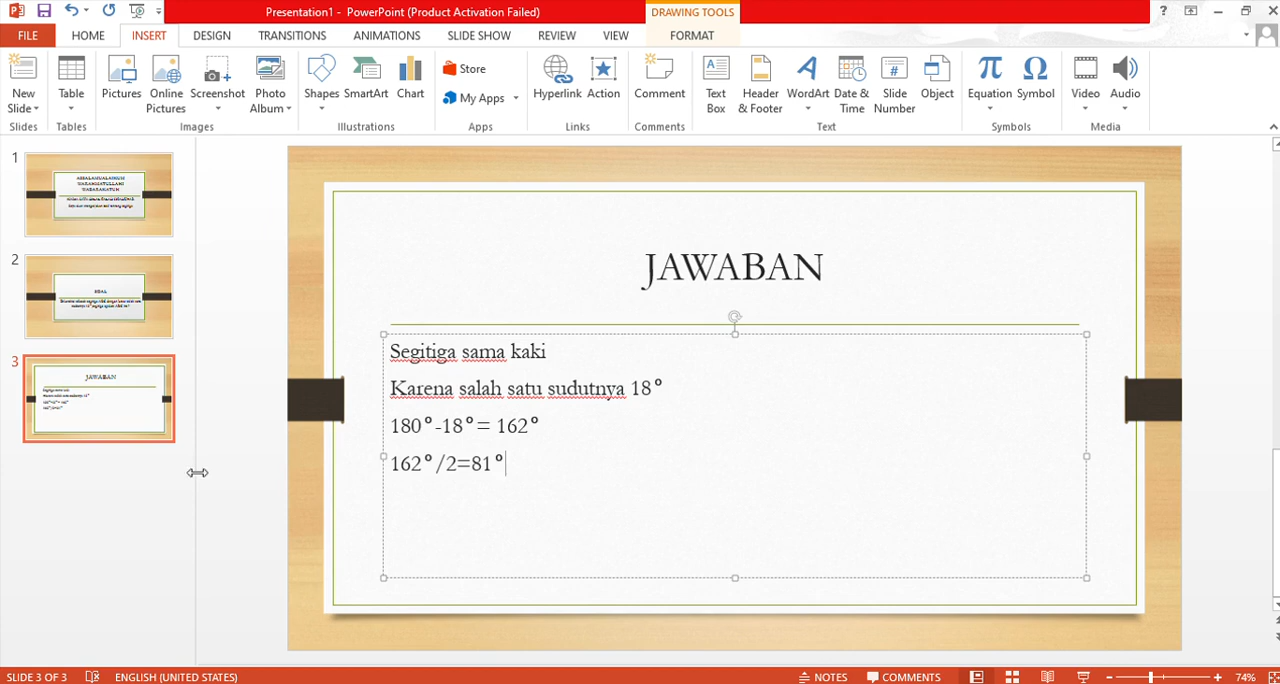 Presentation1 - PowerPoint (Product Activation Failed)
DRAWING TOOLS
FILE HOME INSERT DESIGN TRANSITIONS ANIMATIONS SLIDE SHOW REVIEW VIEW FORMAT
New Slide
Table
Pictures
Online Pictures
Screenshot
Photo Album
Shapes
SmartArt
Chart
Store
My Apps
Hyperlink
Action
Comment
Text Box
Header & Footer
WordArt
Date & Time
Slide Number
Object
Equation
Symbol
Video
Audio
Slides Tables Images Illustrations Apps Links Comments Text Symbols Media
1
2
SOAL
3
JAWABAN
JAWABAN
Segitiga sama kaki
Karena salah satu sudutnya 18°
180°-18°= 162°
162°/2=81°
SLIDE 3 OF 3 ENGLISH (UNITED STATES) NOTES COMMENTS 74%